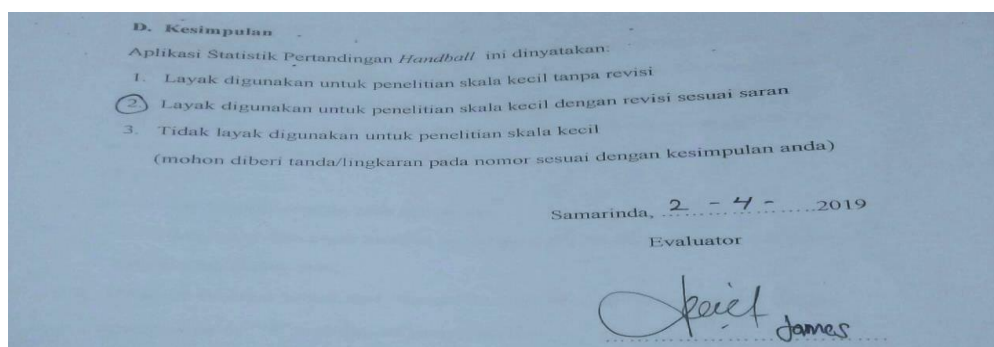 D. Kesimpulan
Aplikasi Statistik Pertandingan Handball ini dinyatakan:
1. Layak digunakan untuk penelitian skala kecil tanpa revisi
2. Layak digunakan untuk penelitian skala kecil dengan revisi sesuai saran
3. Tidak layak digunakan untuk penelitian skala kecil
(mohon diberi tanda/lingkaran pada nomor sesuai dengan kesimpulan anda)
Samarinda, 2 - 4 - 2019
Evaluator
James